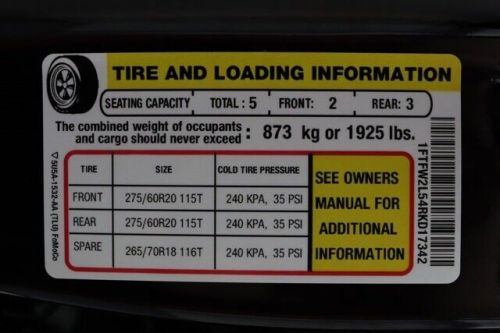 TIRE AND LOADING INFORMATION
SEATING CAPACITY TOTAL : 5 FRONT: 2 REAR: 3
The combined weight of occupants
and cargo should never exceed : 873 kg or 1925 lbs.
TIRE SIZE COLD TIRE PRESSURE
FRONT 275/60R20 115T 240 KPA, 35 PSI
REAR 275/60R20 115T 240 KPA, 35 PSI
SPARE 265/70R18 116T 240 KPA, 35 PSI
SEE OWNERS
MANUAL FOR
ADDITIONAL
INFORMATION
1FTFW2L54RKD17342
(TLU) FoMoCo